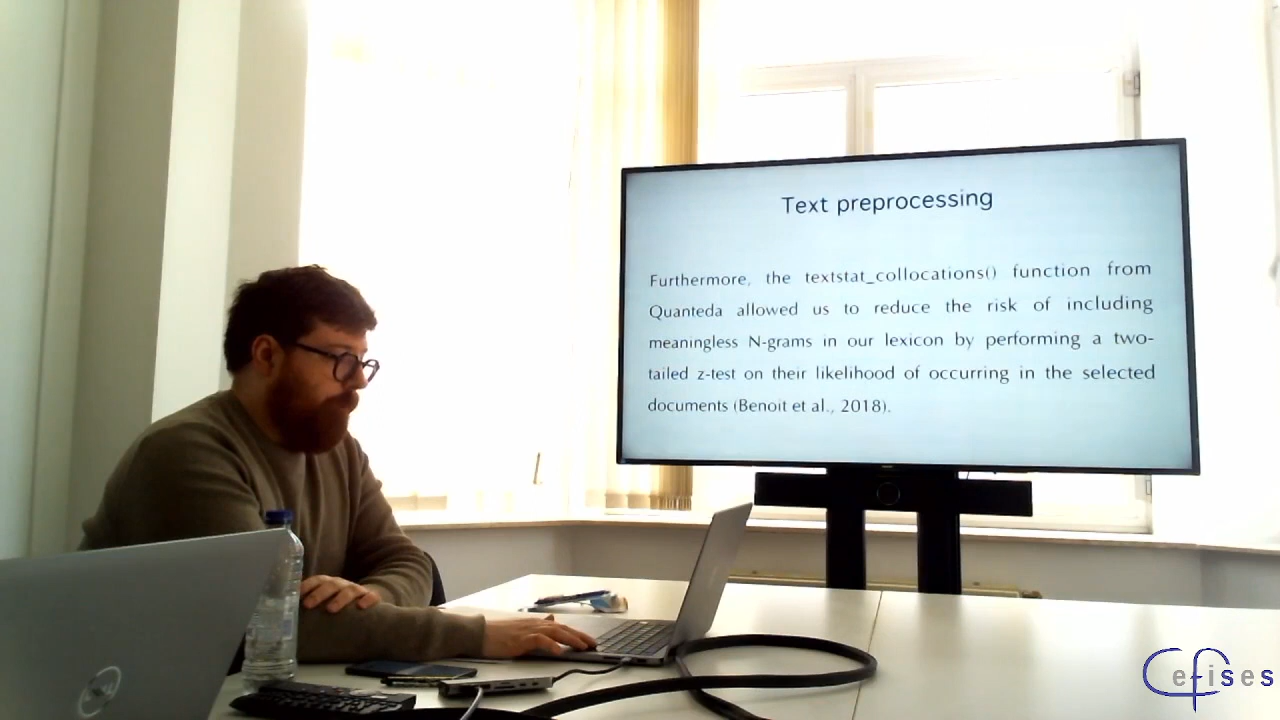 Text preprocessing
Furthermore, the textstat_collocations() function from
Quanteda allowed us to reduce the risk of including
meaningless N-grams in our lexicon by performing a two-
tailed z-test on their likelihood of occurring in the selected
documents (Benoit et al., 2018).
DELL
Cefises